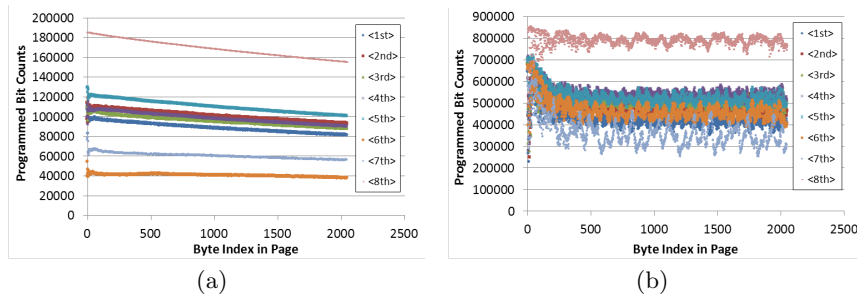 Programmed Bit Counts
200000
180000
160000
140000
120000
100000
80000
60000
40000
20000
0
0 500 1000 1500 2000 2500
Byte Index in Page
<1st>
<2nd>
<3rd>
<4th>
<5th>
<6th>
<7th>
<8th>
(a)
Programmed Bit Counts
900000
800000
700000
600000
500000
400000
300000
200000
100000
0
0 500 1000 1500 2000 2500
Byte Index in Page
<1st>
<2nd>
<3rd>
<4th>
<5th>
<6th>
<7th>
<8th>
(b)